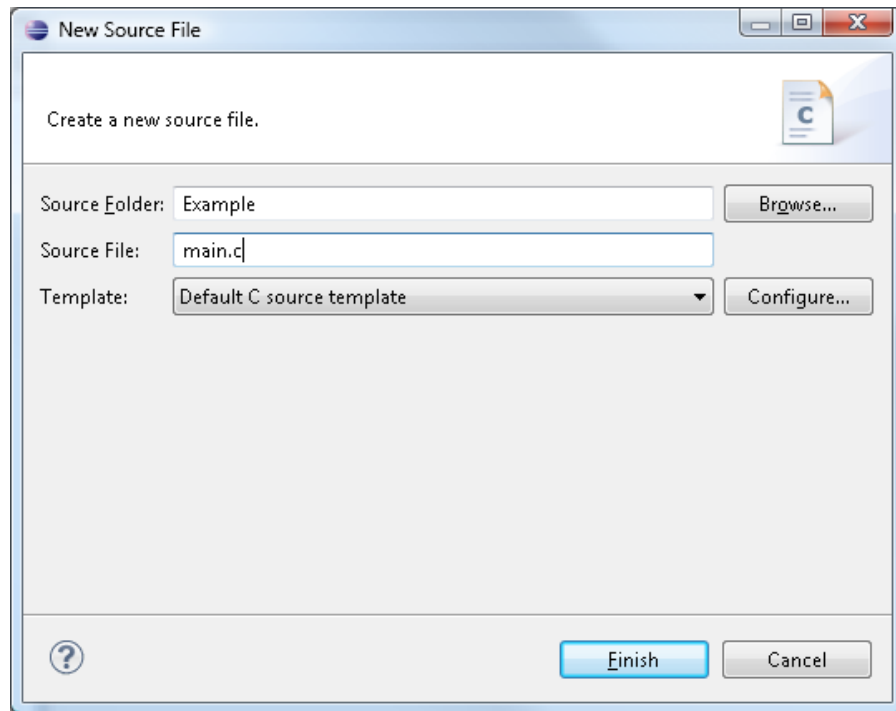 New Source File
Create a new source file.
C
Source Folder: Example Browse...
Source File: main.c
Template: Default C source template Configure...
? Finish Cancel